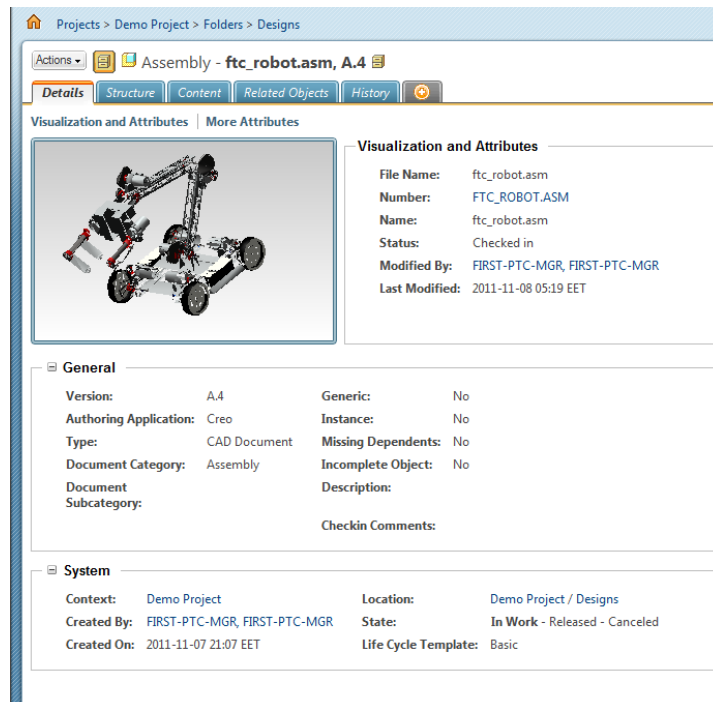 Projects > Demo Project > Folders > Designs
Actions Assembly - ftc_robot.asm, A.4
Details Structure Content Related Objects History
Visualization and Attributes More Attributes
Visualization and Attributes
File Name: ftc_robot.asm
Number: FTC_ROBOT.ASM
Name: ftc_robot.asm
Status: Checked in
Modified By: FIRST-PTC-MGR, FIRST-PTC-MGR
Last Modified: 2011-11-08 05:19 EET
General
Version: A.4 Generic: No
Authoring Application: Creo Instance: No
Type: CAD Document Missing Dependents: No
Document Category: Assembly Incomplete Object: No
Document Description:
Subcategory:
Checkin Comments:
System
Context: Demo Project Location: Demo Project / Designs
Created By: FIRST-PTC-MGR, FIRST-PTC-MGR State: In Work - Released - Canceled
Created On: 2011-11-07 21:07 EET Life Cycle Template: Basic